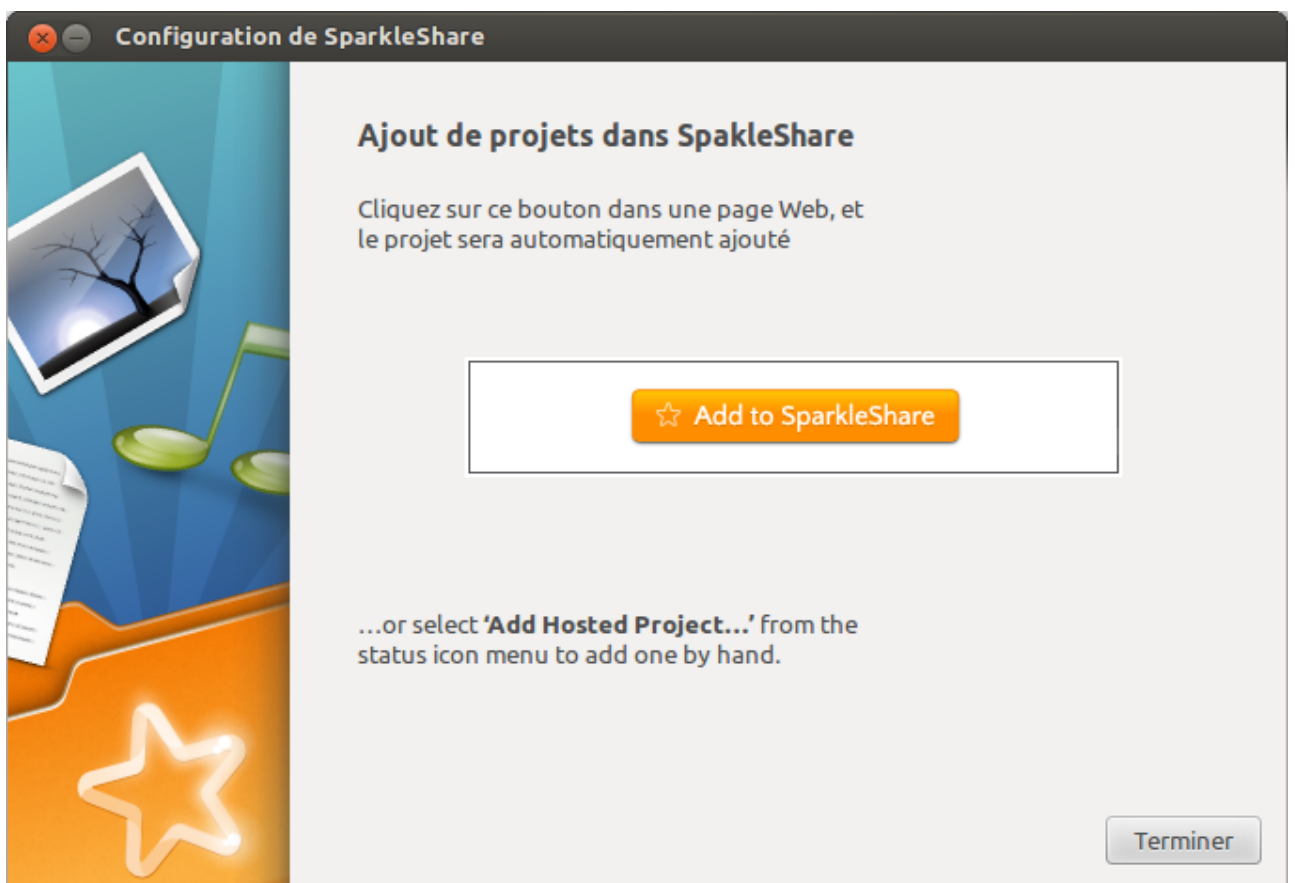 Configuration de SparkleShare
Ajout de projets dans SpakleShare
Cliquez sur ce bouton dans une page Web, et
le projet sera automatiquement ajouté
Add to SparkleShare
…or select ‘Add Hosted Project…’ from the
status icon menu to add one by hand.
Terminer